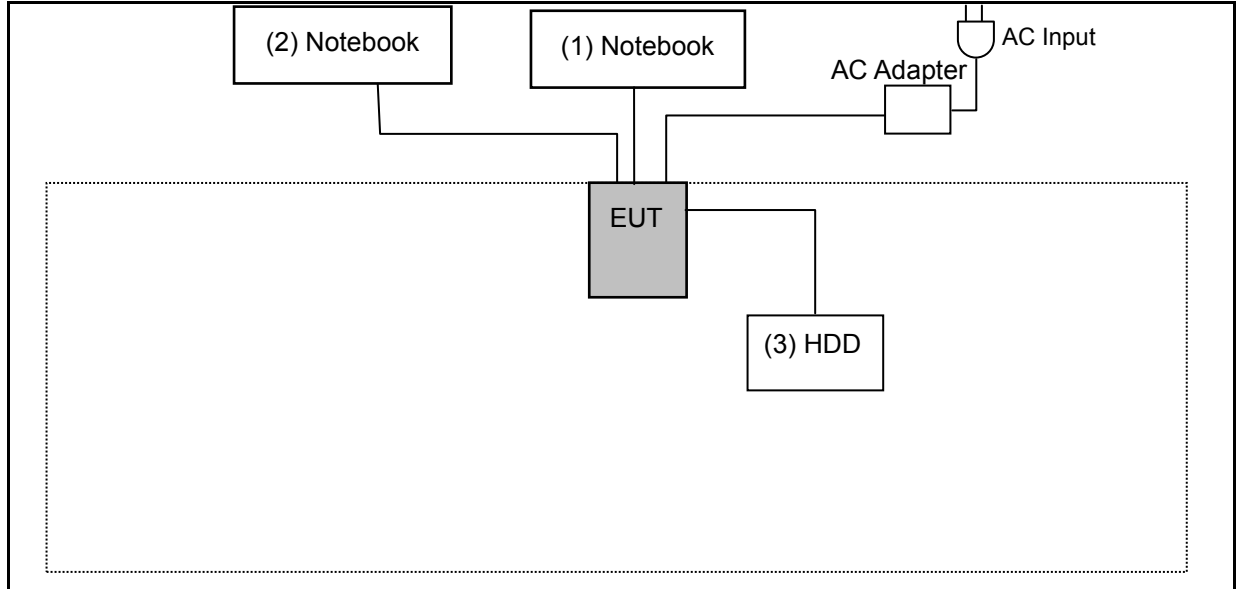 (2) Notebook
(1) Notebook
AC Input
AC Adapter
EUT
(3) HDD